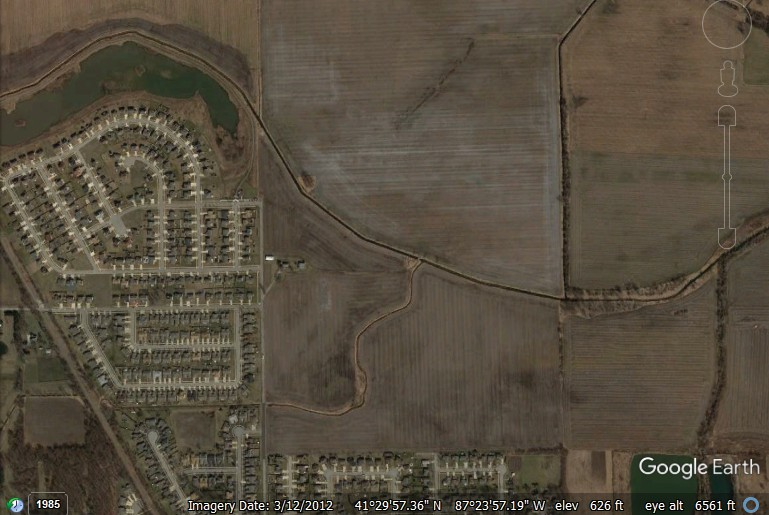 Google Earth
1985
Imagery Date: 3/12/2012 41°29'57.36" N 87°23'57.19" W elev 626 ft eye alt 6561 ft